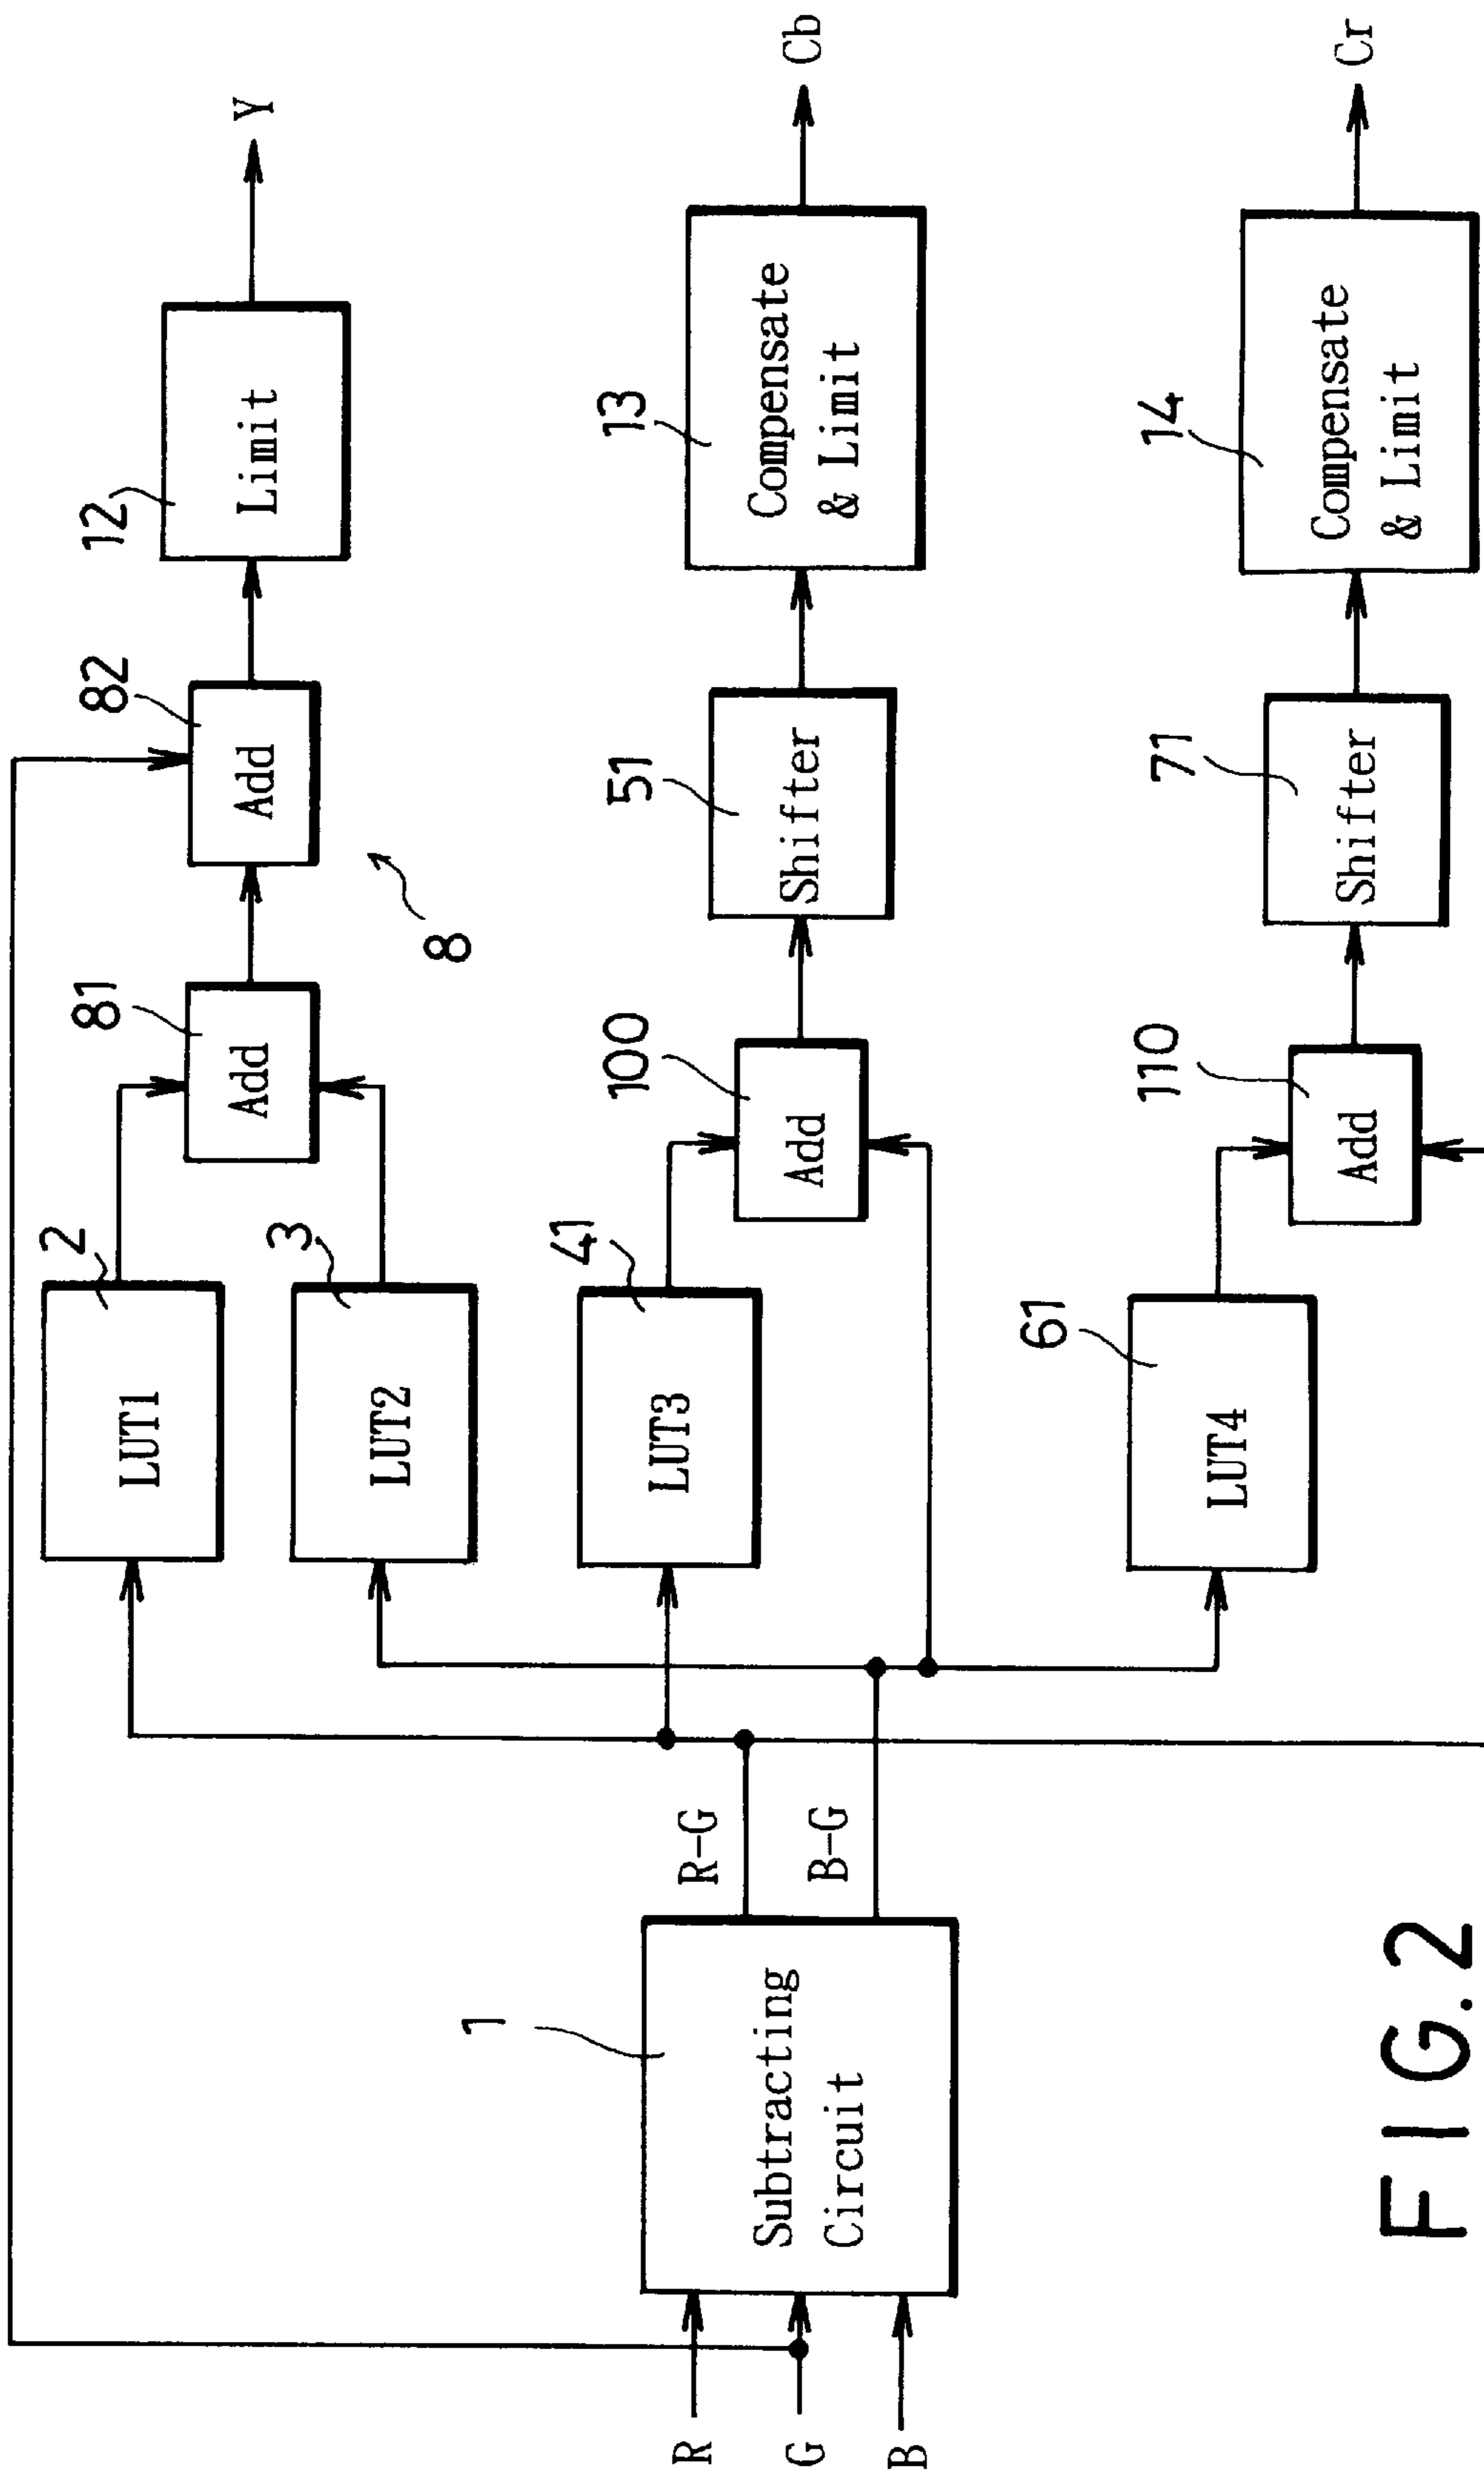 R
G
B
1
Subtracting
Circuit
R-G
B-G
2
LUT1
3
LUT2
41
LUT3
61
LUT4
81
Add
8
82
Add
12
Limit
Y
100
Add
51
Shifter
13
Compensate
& Limit
Cb
110
Add
71
Shifter
14
Compensate
& Limit
Cr
FIG.2